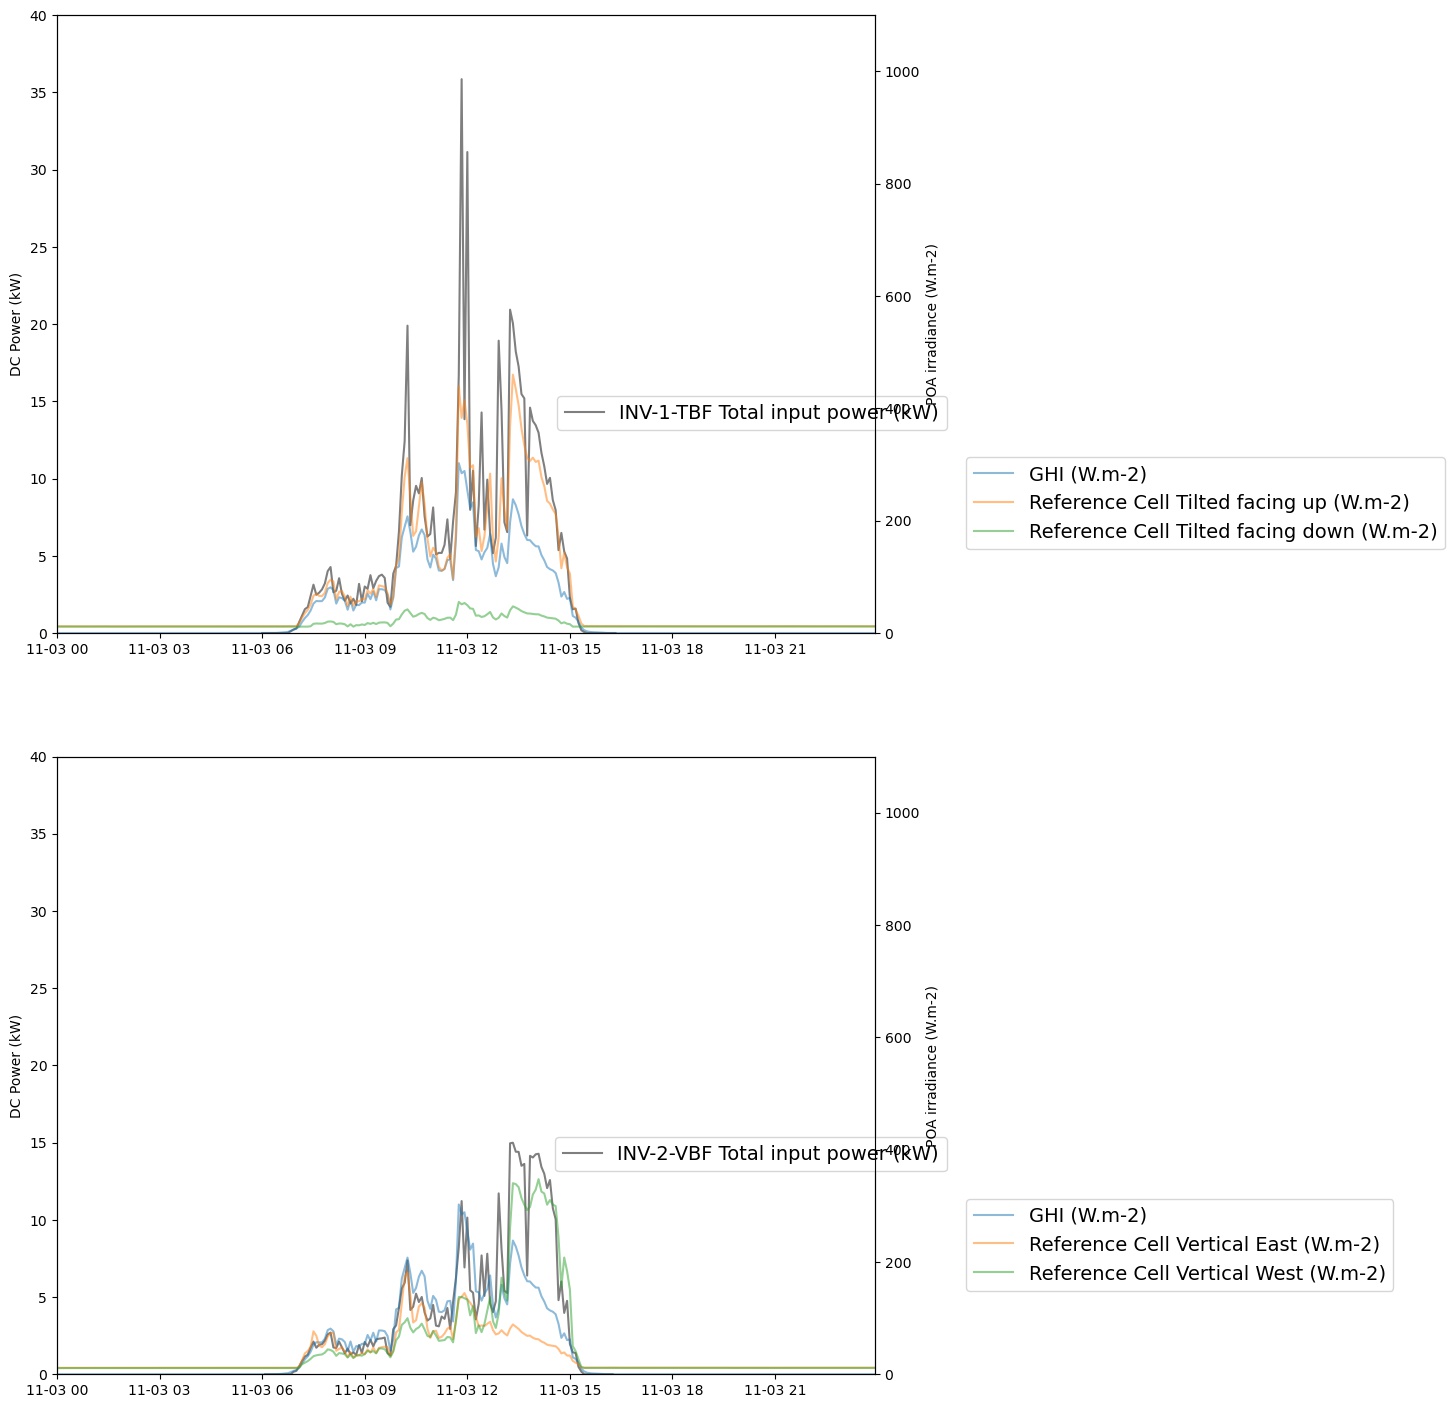 40
35
30
25
20
15
10
5
0
DC Power (kW)
1000
800
600
400
200
0
POA irradiance (W.m-2)
INV-1-TBF Total input power (kW)
GHI (W.m-2)
Reference Cell Tilted facing up (W.m-2)
Reference Cell Tilted facing down (W.m-2)
11-03 00 11-03 03 11-03 06 11-03 09 11-03 12 11-03 15 11-03 18 11-03 21
40
35
30
25
20
15
10
5
0
DC Power (kW)
1000
800
600
400
200
0
POA irradiance (W.m-2)
INV-2-VBF Total input power (kW)
GHI (W.m-2)
Reference Cell Vertical East (W.m-2)
Reference Cell Vertical West (W.m-2)
11-03 00 11-03 03 11-03 06 11-03 09 11-03 12 11-03 15 11-03 18 11-03 21